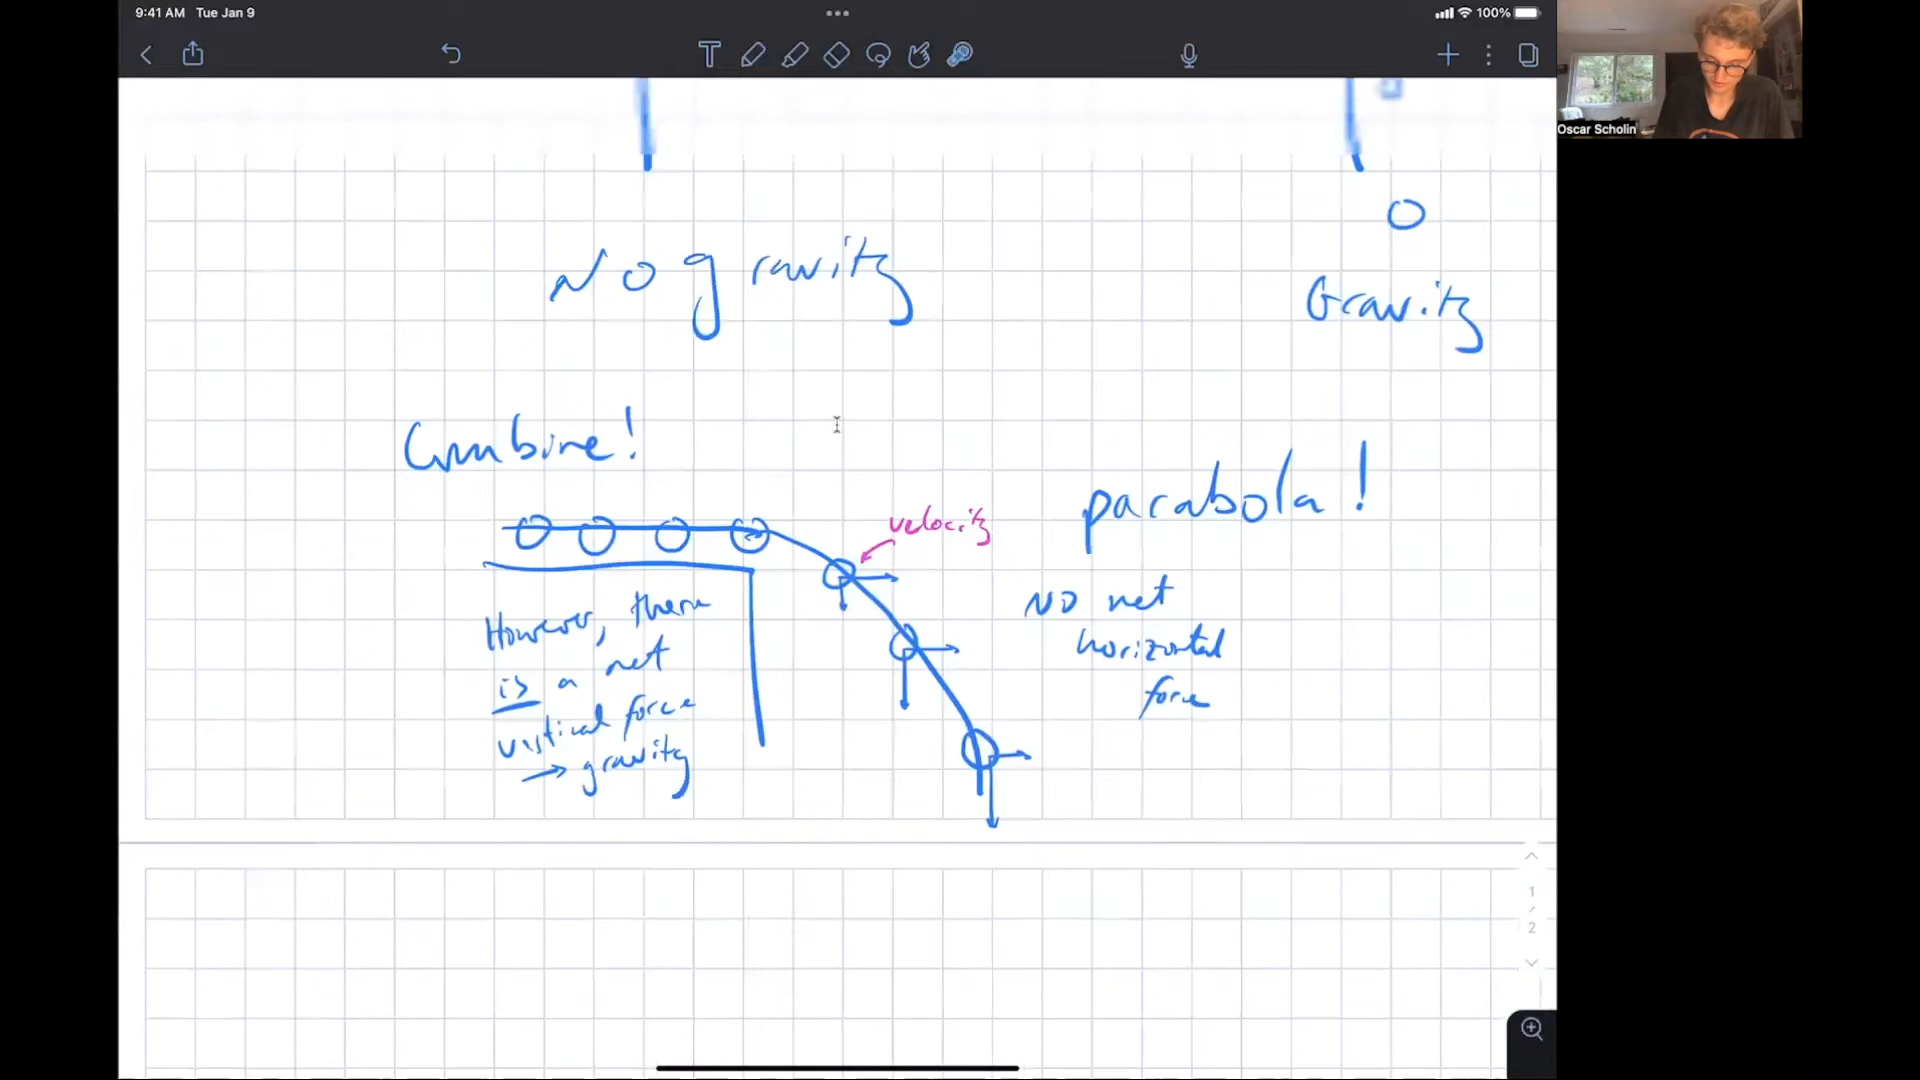 9:41 AM Tue Jan 9
100%
Oscar Scholin
No gravity
Gravity
Combine!
velocity
parabola!
No net
horizontal
force
However, there
is a net
vertical force
→ gravity
1
/
2